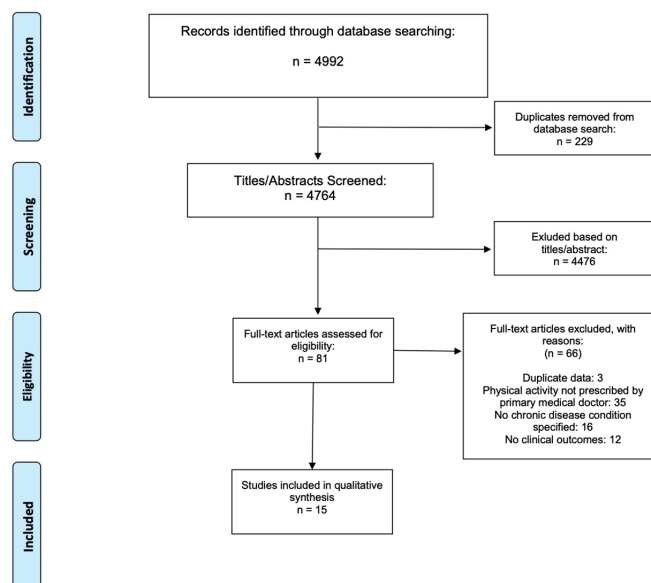 Identification
Records identified through database searching:
n = 4992
Duplicates removed from
database search:
n = 229
Screening
Titles/Abstracts Screened:
n = 4764
Exluded based on
titles/abstract:
n = 4476
Eligibility
Full-text articles assessed for
eligibility:
n = 81
Full-text articles excluded, with
reasons:
(n = 66)
Duplicate data: 3
Physical activity not prescribed by
primary medical doctor: 35
No chronic disease condition
specified: 16
No clinical outcomes: 12
Included
Studies included in qualitative
synthesis
n = 15